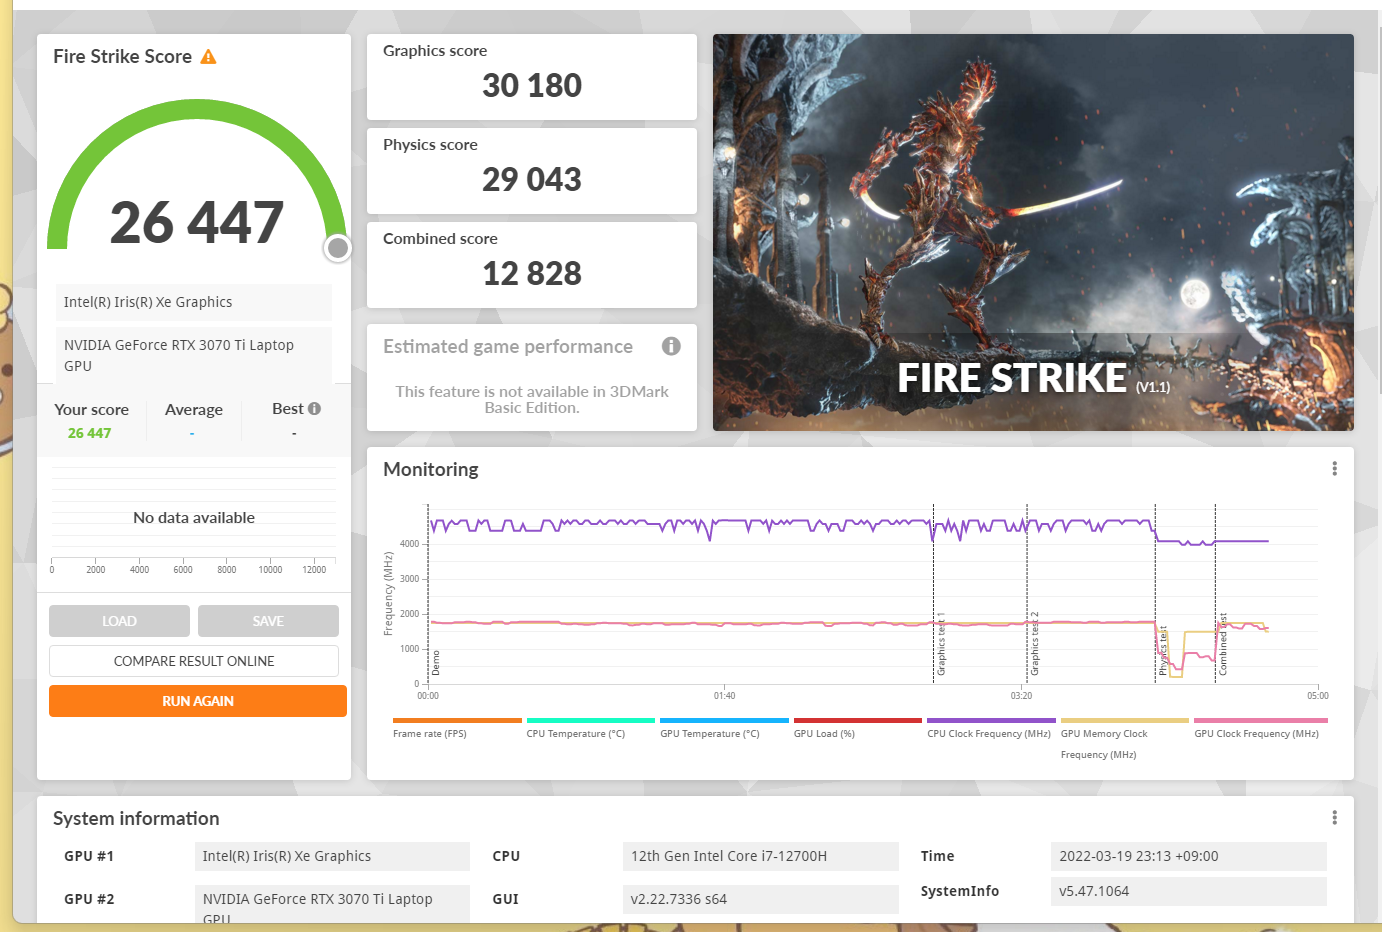 Fire Strike Score
26 447
Intel(R) Iris(R) Xe Graphics
NVIDIA GeForce RTX 3070 Ti Laptop
GPU
Your score
Average
Best
26 447
-
-
No data available
0 2000 4000 6000 8000 10000 12000
LOAD
SAVE
COMPARE RESULT ONLINE
RUN AGAIN
Graphics score
30 180
Physics score
29 043
Combined score
12 828
Estimated game performance
This feature is not available in 3DMark
Basic Edition.
FIRE STRIKE (V1.1)
Monitoring
Frequency (MHz)
4000
3000
2000
1000
0
Demo
Graphics test 1
Graphics test 2
Physics test
Combined test
00:00 01:40 03:20 05:00
Frame rate (FPS)
CPU Temperature (°C)
GPU Temperature (°C)
GPU Load (%)
CPU Clock Frequency (MHz)
GPU Memory Clock
Frequency (MHz)
GPU Clock Frequency (MHz)
System information
GPU #1
Intel(R) Iris(R) Xe Graphics
GPU #2
NVIDIA GeForce RTX 3070 Ti Laptop
GPU
CPU
12th Gen Intel Core i7-12700H
GUI
v2.22.7336 s64
Time
2022-03-19 23:13 +09:00
SystemInfo
v5.47.1064